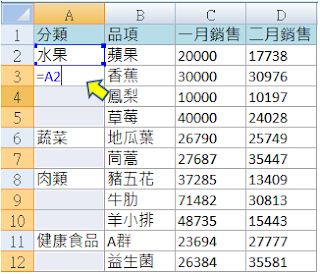 A B C D
1 分類 品項 一月銷售 二月銷售
2 水果 蘋果 20000 17738
3 =A2 香蕉 30000 30976
4 鳳梨 10000 10197
5 草莓 40000 24028
6 蔬菜 地瓜葉 26790 25749
7 茼蒿 27687 35447
8 肉類 豬五花 37285 13409
9 牛肋 71482 30813
10 羊小排 48735 15443
11 健康食品 A群 23694 27777
12 益生菌 26384 35581